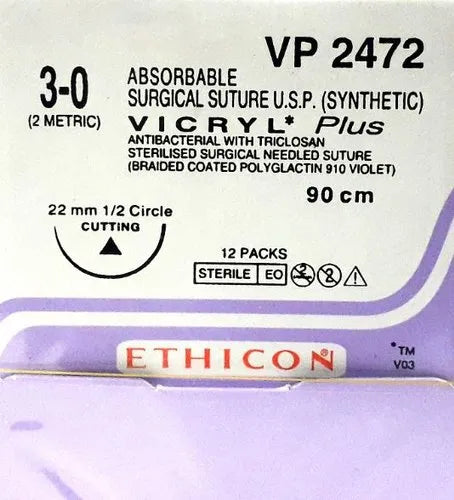 VP 2472
3-0
(2 METRIC)
ABSORBABLE
SURGICAL SUTURE U.S.P. (SYNTHETIC)
VICRYL* Plus
ANTIBACTERIAL WITH TRICLOSAN
STERILISED SURGICAL NEEDLED SUTURE
(BRAIDED COATED POLYGLACTIN 910 VIOLET)
90 cm
22 mm 1/2 Circle
CUTTING
12 PACKS
STERILE EO
ETHICON®
*TM
V03